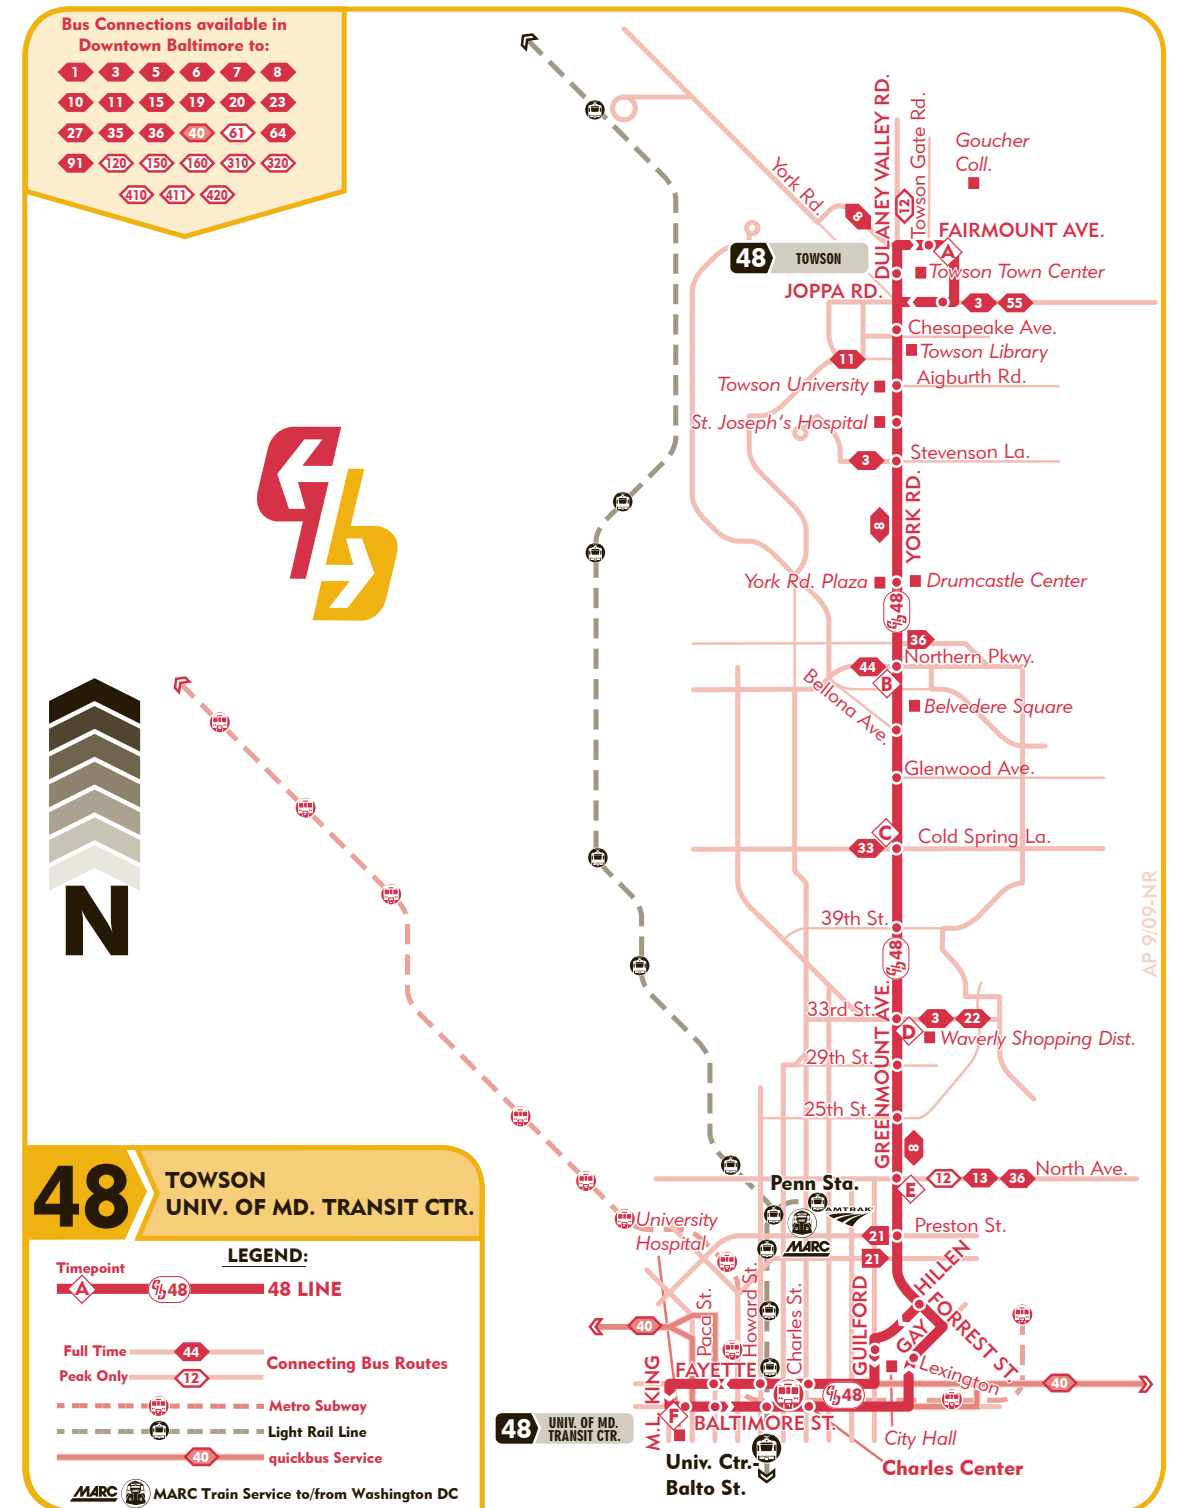 Bus Connections available in
Downtown Baltimore to:
1 3 5 6 7 8
10 11 15 19 20 23
27 35 36 40 61 64
91 120 150 160 310 320
410 411 420
York Rd.
8
DULANEY VALLEY RD.
12
Towson Gate Rd.
Goucher
Coll.
FAIRMOUNT AVE.
A
48 TOWSON
Towson Town Center
JOPPA RD.
3 55
Chesapeake Ave.
Towson Library
11
Towson University
Aigburth Rd.
St. Joseph's Hospital
3
Stevenson La.
8
YORK RD.
York Rd. Plaza
Drumcastle Center
48
36
44
Northern Pkwy.
B
Bellona Ave.
Belvedere Square
Glenwood Ave.
C
33
Cold Spring La.
39th St.
48
GREENMOUNT AVE.
33rd St.
D
3 22
Waverly Shopping Dist.
29th St.
25th St.
8
North Ave.
E
12 13 36
Penn Sta.
AMTRAK
MARC
21
Preston St.
21
University
Hospital
HILLEN
FORREST ST.
GUILFORD
GAY
Lexington
Paca St.
Howard St.
Charles St.
40
FAYETTE
48
40
M.L. KING
F
BALTIMORE ST.
48 UNIV. OF MD.
TRANSIT CTR.
City Hall
Charles Center
Univ. Ctr.-
Balto St.
N
AP 9/09-NR
48
TOWSON
UNIV. OF MD. TRANSIT CTR.
LEGEND:
Timepoint
A 48 48 LINE
Full Time 44
Connecting Bus Routes
Peak Only 12
Metro Subway
Light Rail Line
40 quickbus Service
MARC MARC Train Service to/from Washington DC